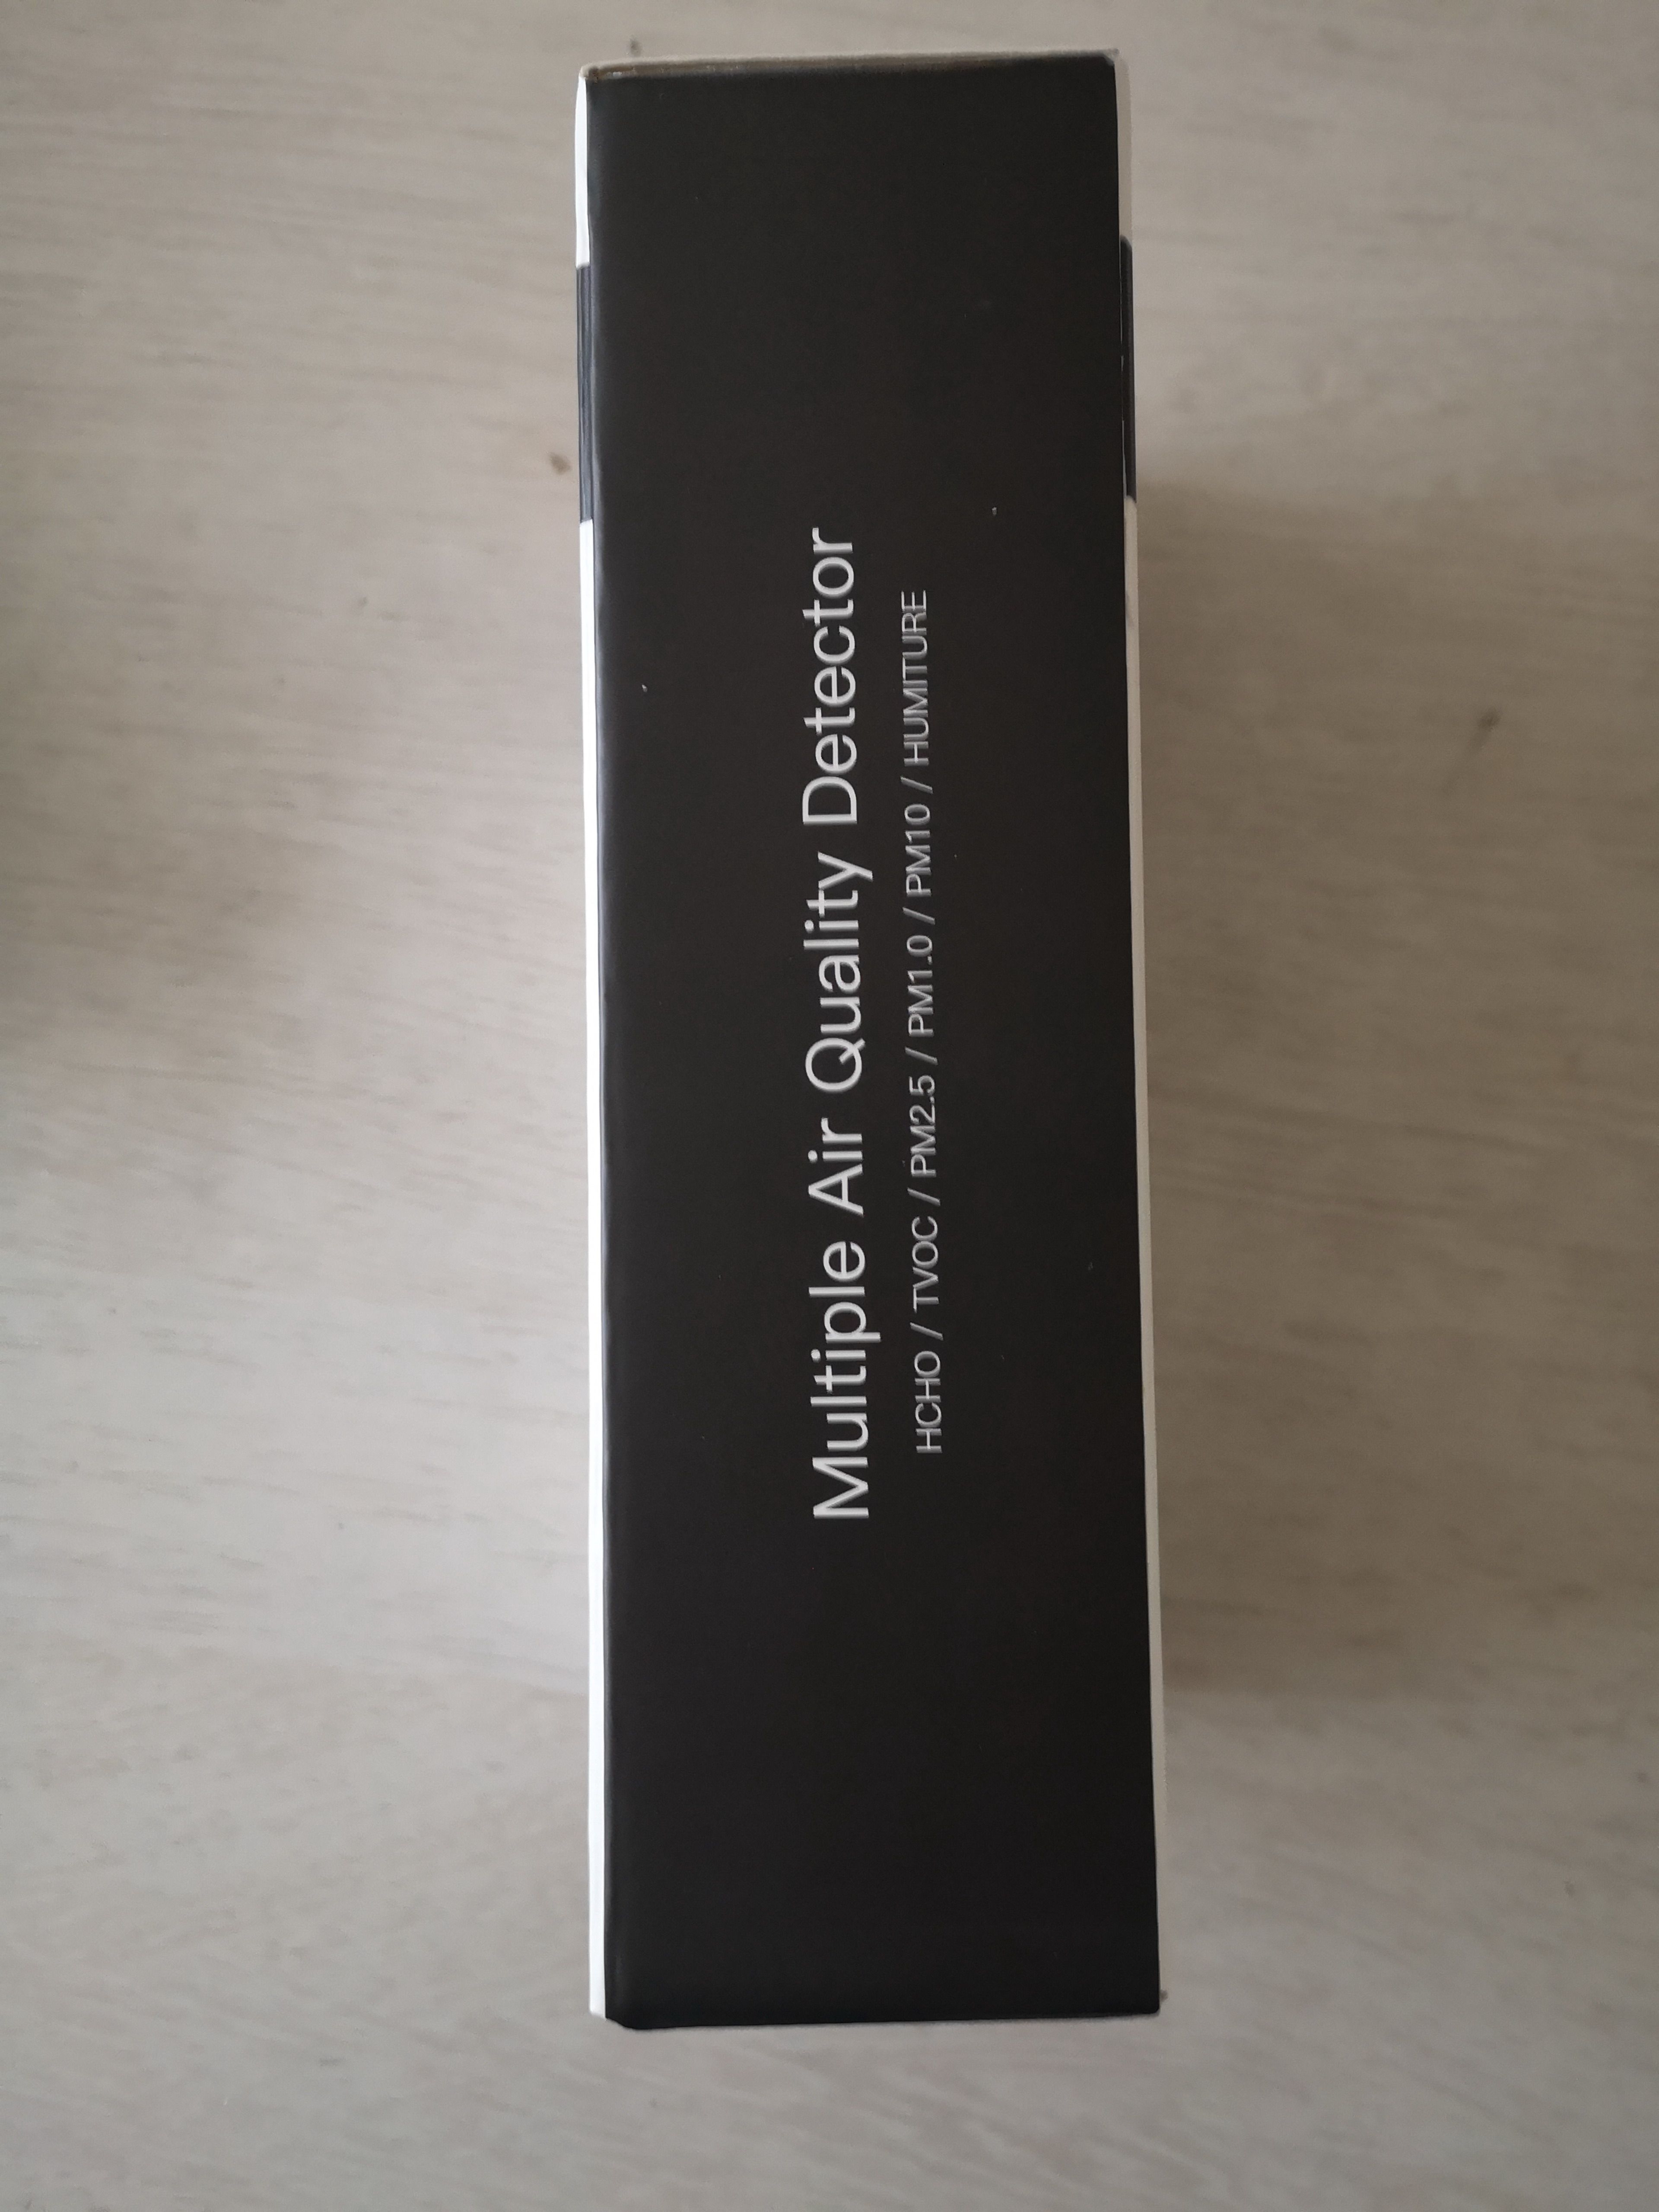 Multiple Air Quality Detector
HCHO / TVOC / PM2.5 / PM1.0 / PM10 / HUMITURE